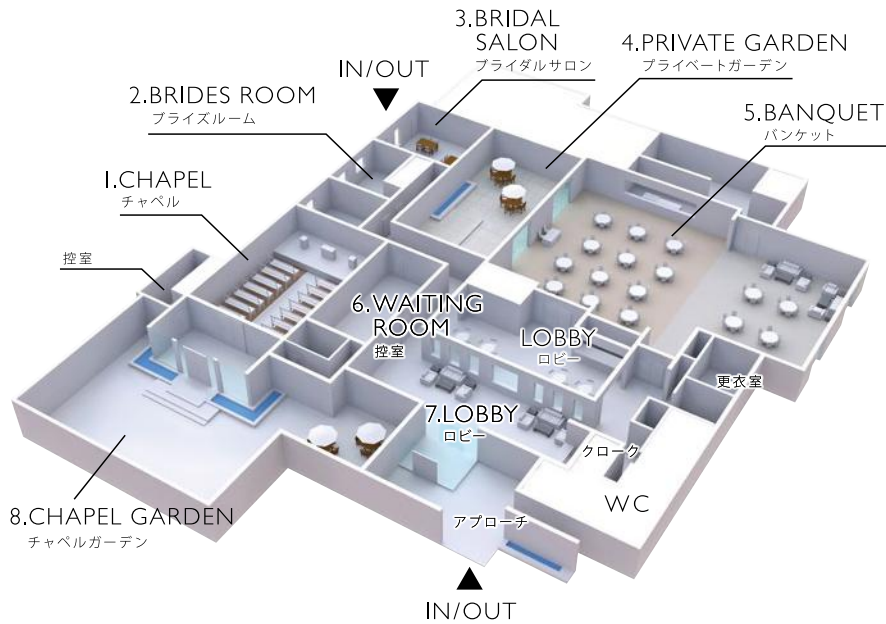 3.BRIDAL
SALON
ブライダルサロン
4.PRIVATE GARDEN
プライベートガーデン
IN/OUT
2.BRIDES ROOM
ブライズルーム
5.BANQUET
バンケット
1.CHAPEL
チャペル
控室
6.WAITING
ROOM
控室
LOBBY
ロビー
更衣室
7.LOBBY
ロビー
クローク
WC
8.CHAPEL GARDEN
チャペルガーデン
アプローチ
IN/OUT